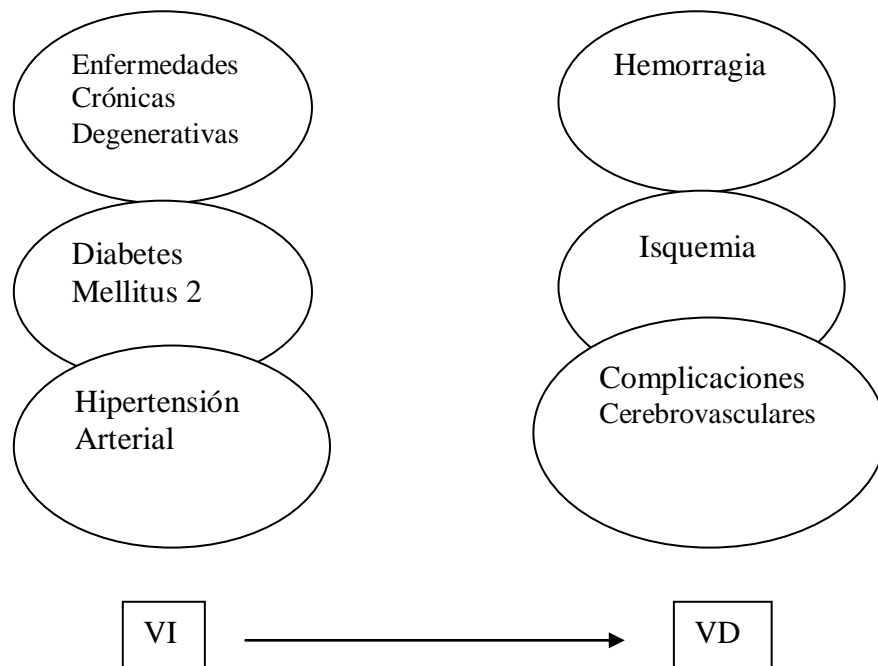 Enfermedades
Crónicas
Degenerativas
Diabetes
Mellitus 2
Hipertensión
Arterial
Hemorragia
Isquemia
Complicaciones
Cerebrovasculares
VI
VD